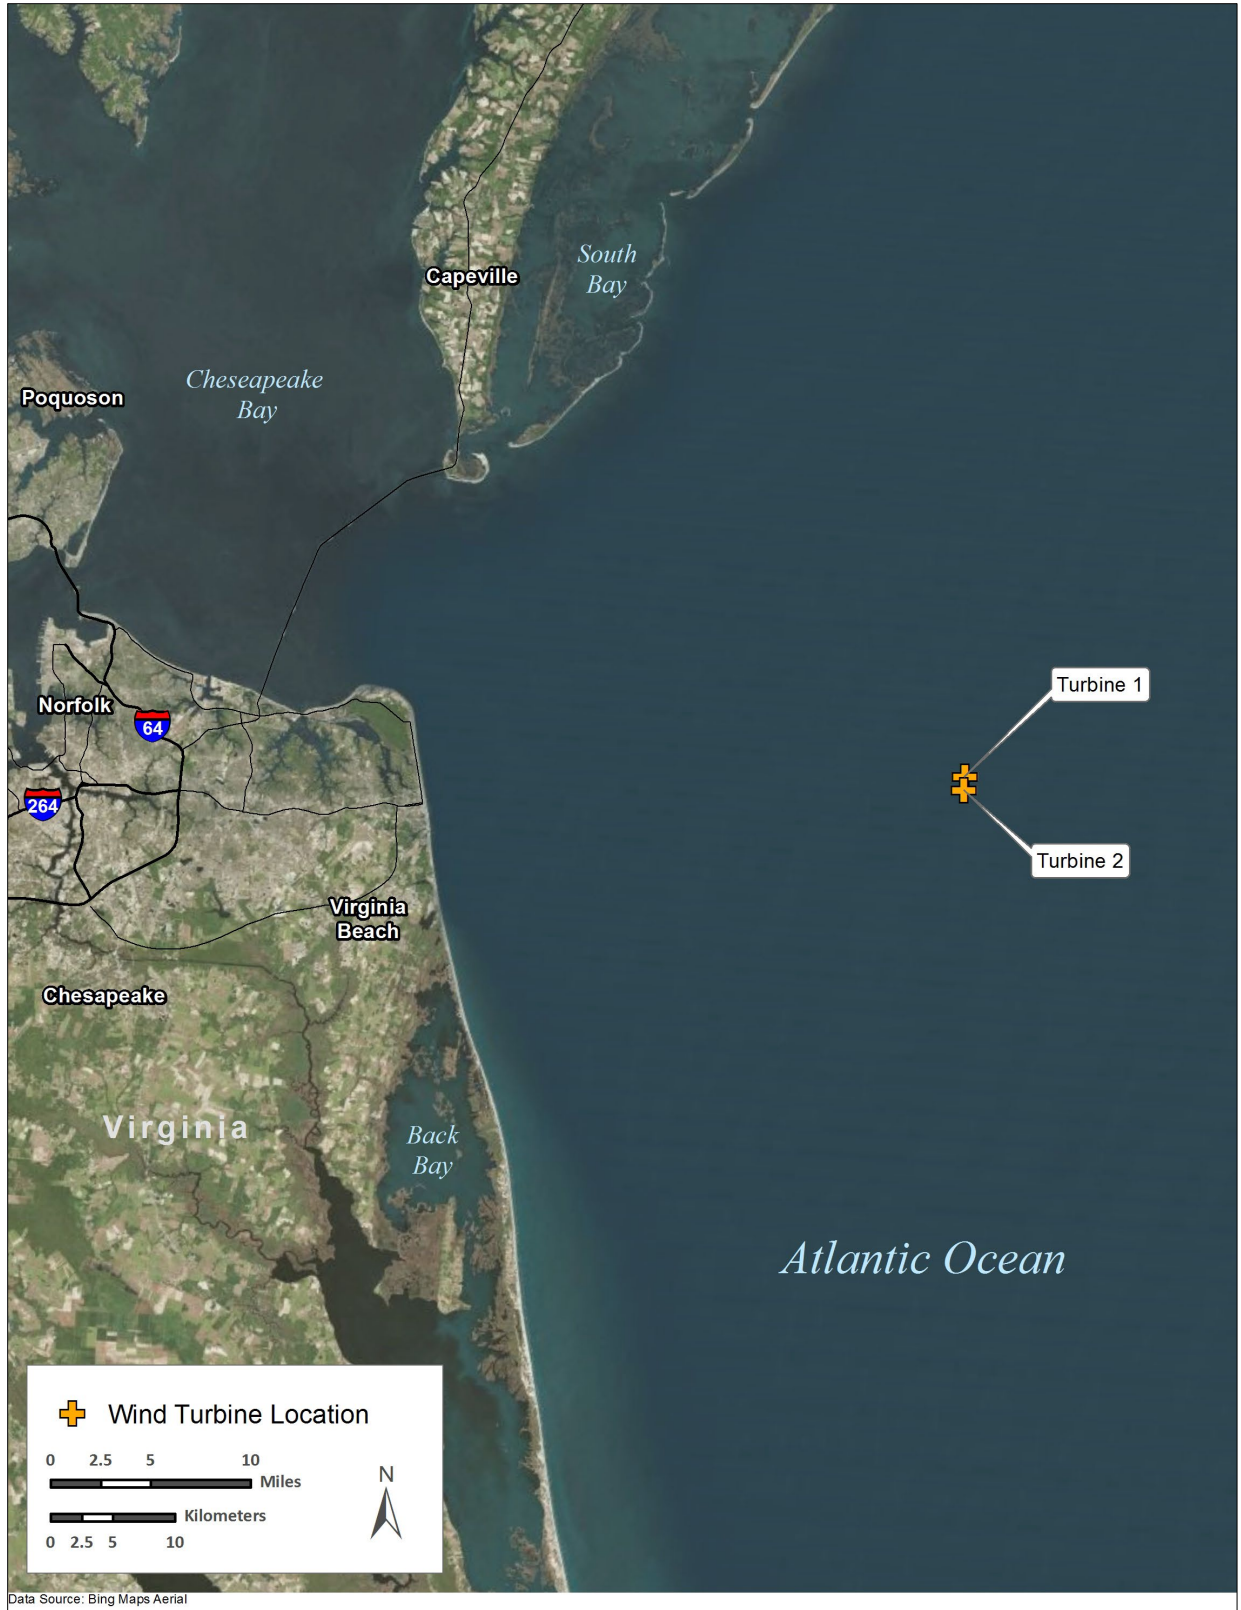 South
Bay
Capeville
Cheseapeake
Bay
Poquoson
Turbine 1
Norfolk
64
264
Turbine 2
Virginia
Beach
Chesapeake
Virginia
Back
Bay
Atlantic Ocean
Wind Turbine Location
0 2.5 5 10
Miles
N
Kilometers
0 2.5 5 10
Data Source: Bing Maps Aerial